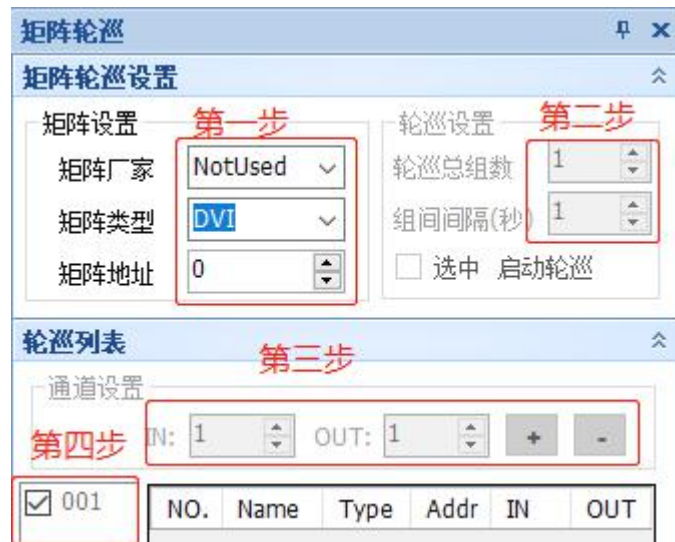 矩阵轮巡
矩阵轮巡设置
矩阵设置 第一步 轮巡设置 第二步
矩阵厂家 NotUsed 轮巡总组数 1
矩阵类型 DVI 组间间隔(秒) 1
矩阵地址 0 选中 启动轮巡
轮巡列表
第三步
通道设置
第四步 IN: 1 OUT: 1 + -
001 NO. Name Type Addr IN OUT